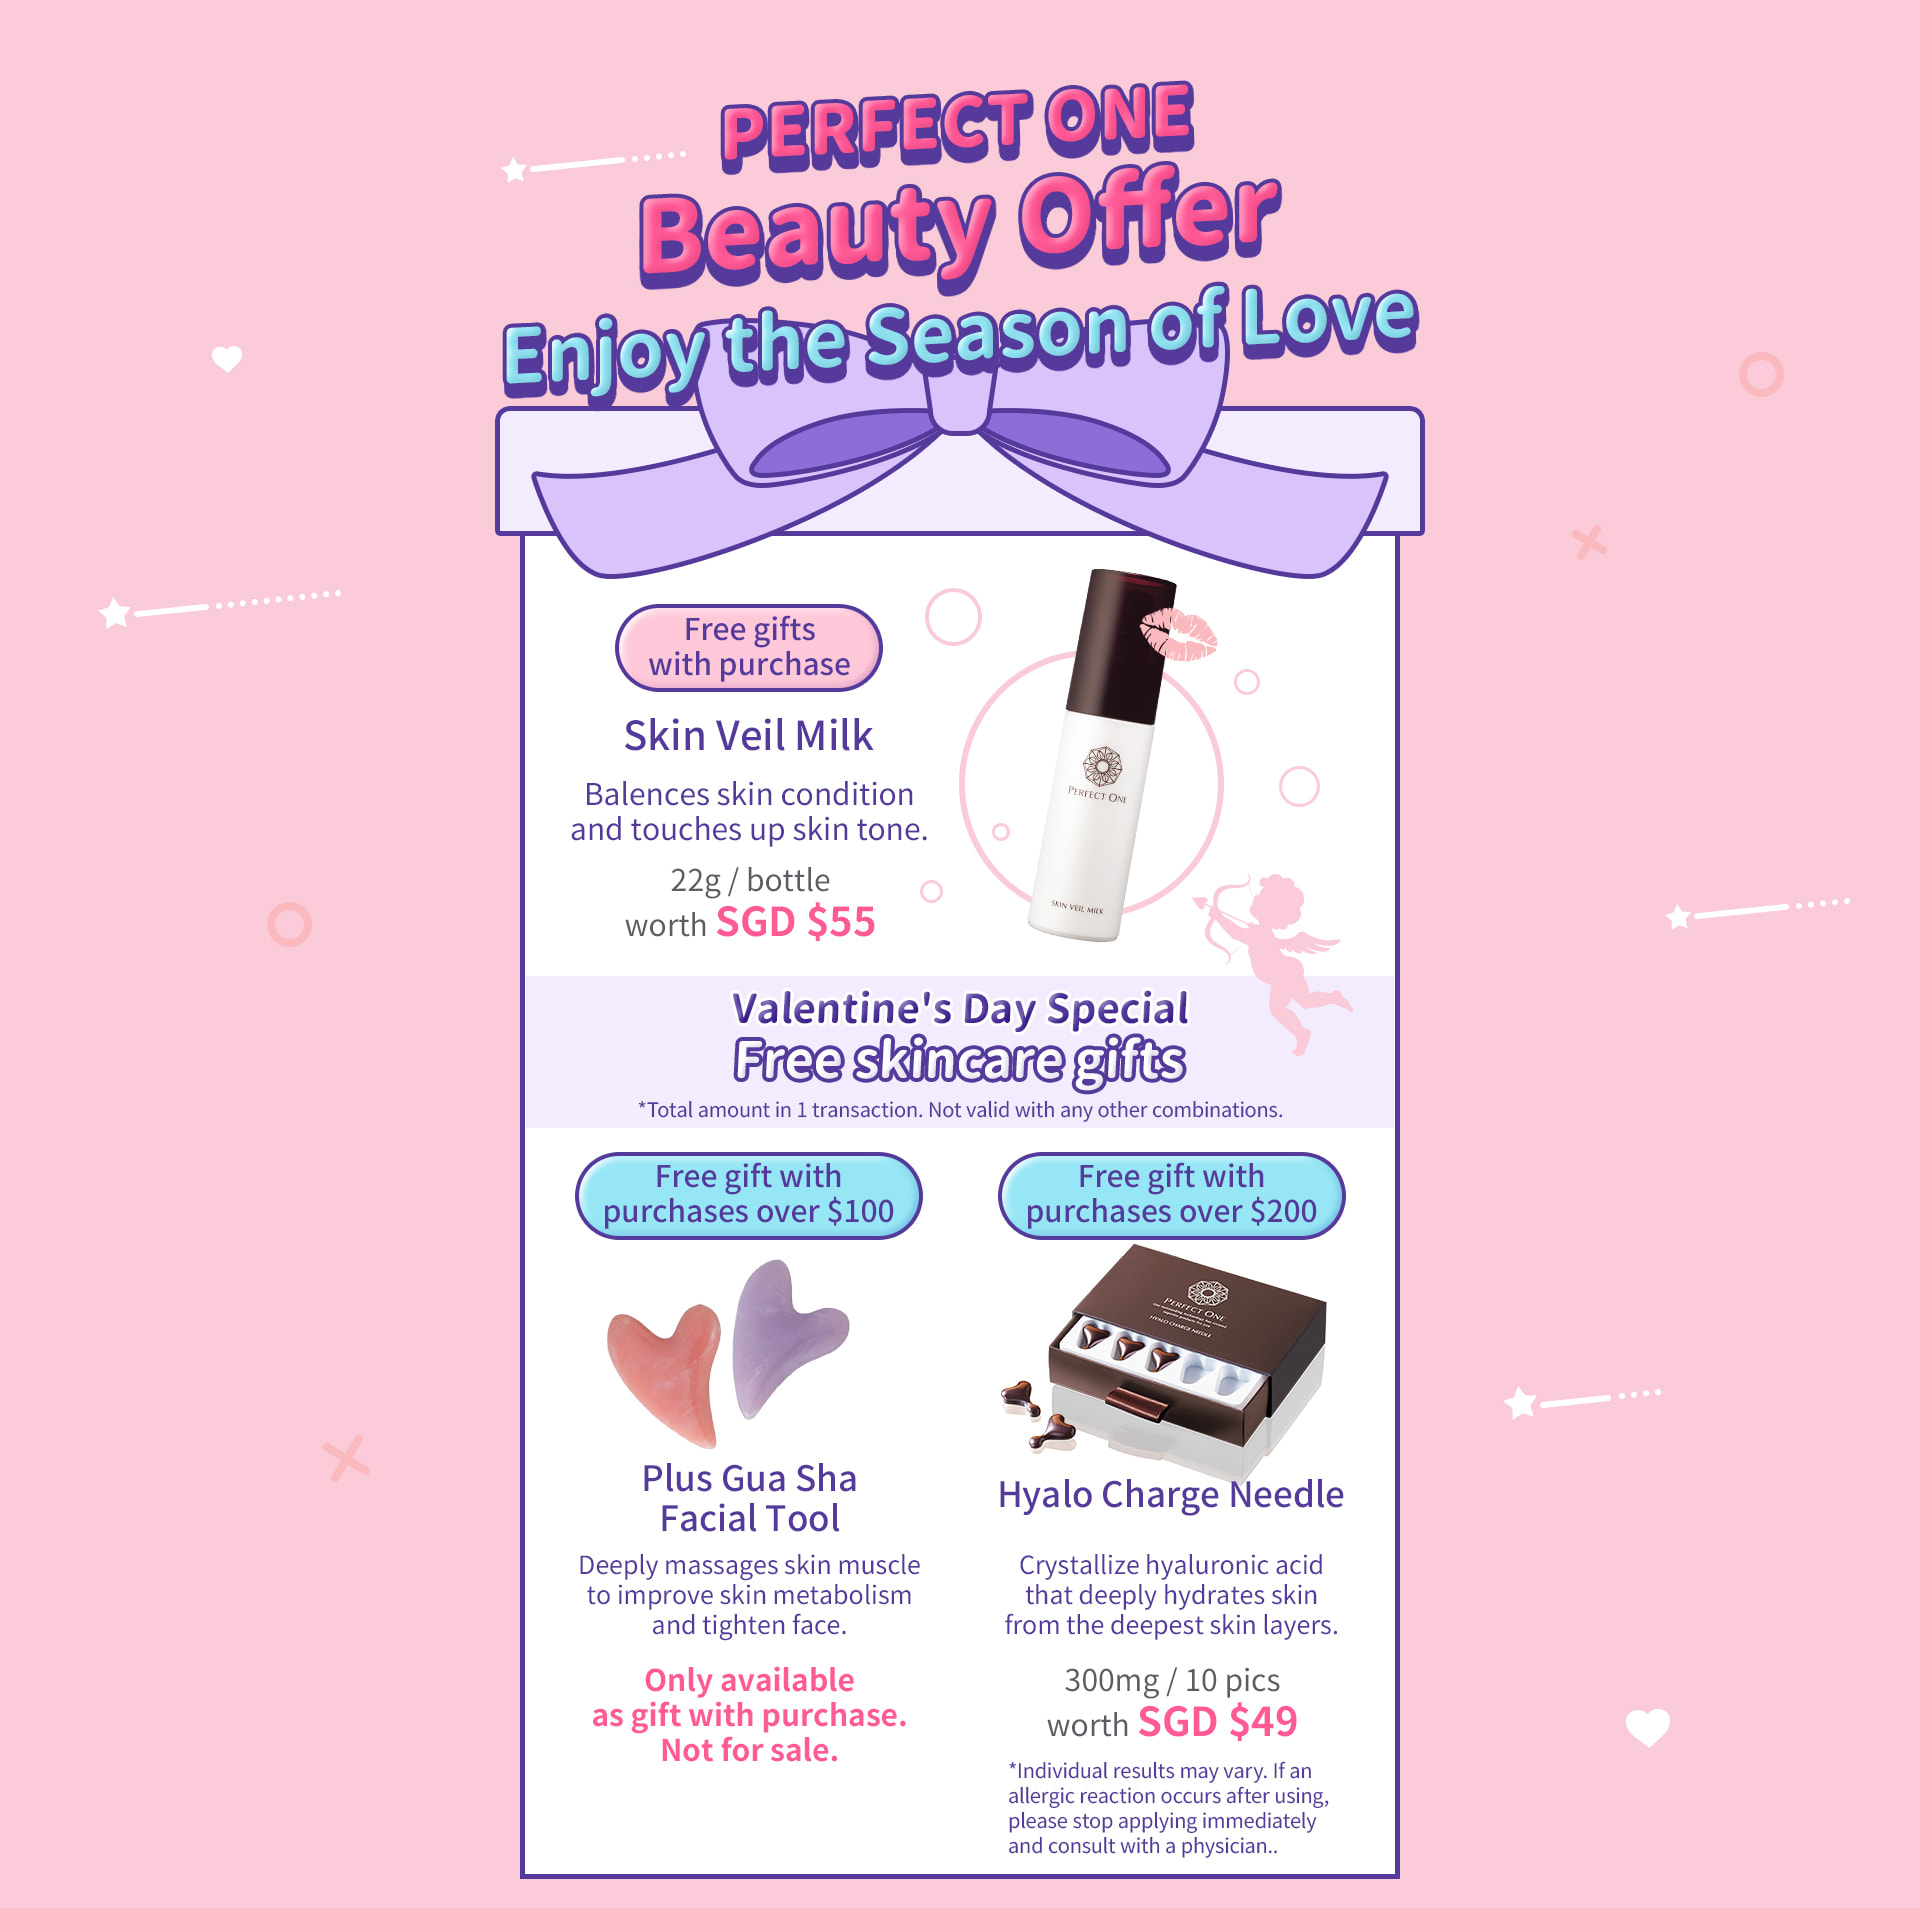 PERFECT ONE
Beauty Offer
Enjoy the Season of Love
Free gifts
with purchase
Skin Veil Milk
Balences skin condition
and touches up skin tone.
22g / bottle
worth SGD $55
PERFECT ONE
SKIN VEIL MILK
Valentine's Day Special
Free skincare gifts
*Total amount in 1 transaction. Not valid with any other combinations.
Free gift with
purchases over $100
Plus Gua Sha
Facial Tool
Deeply massages skin muscle
to improve skin metabolism
and tighten face.
Only available
as gift with purchase.
Not for sale.
Free gift with
purchases over $200
PERFECT ONE
HYALO CHARGE NEEDLE
Hyalo Charge Needle
Crystallize hyaluronic acid
that deeply hydrates skin
from the deepest skin layers.
300mg / 10 pics
worth SGD $49
*Individual results may vary. If an
allergic reaction occurs after using,
please stop applying immediately
and consult with a physician..